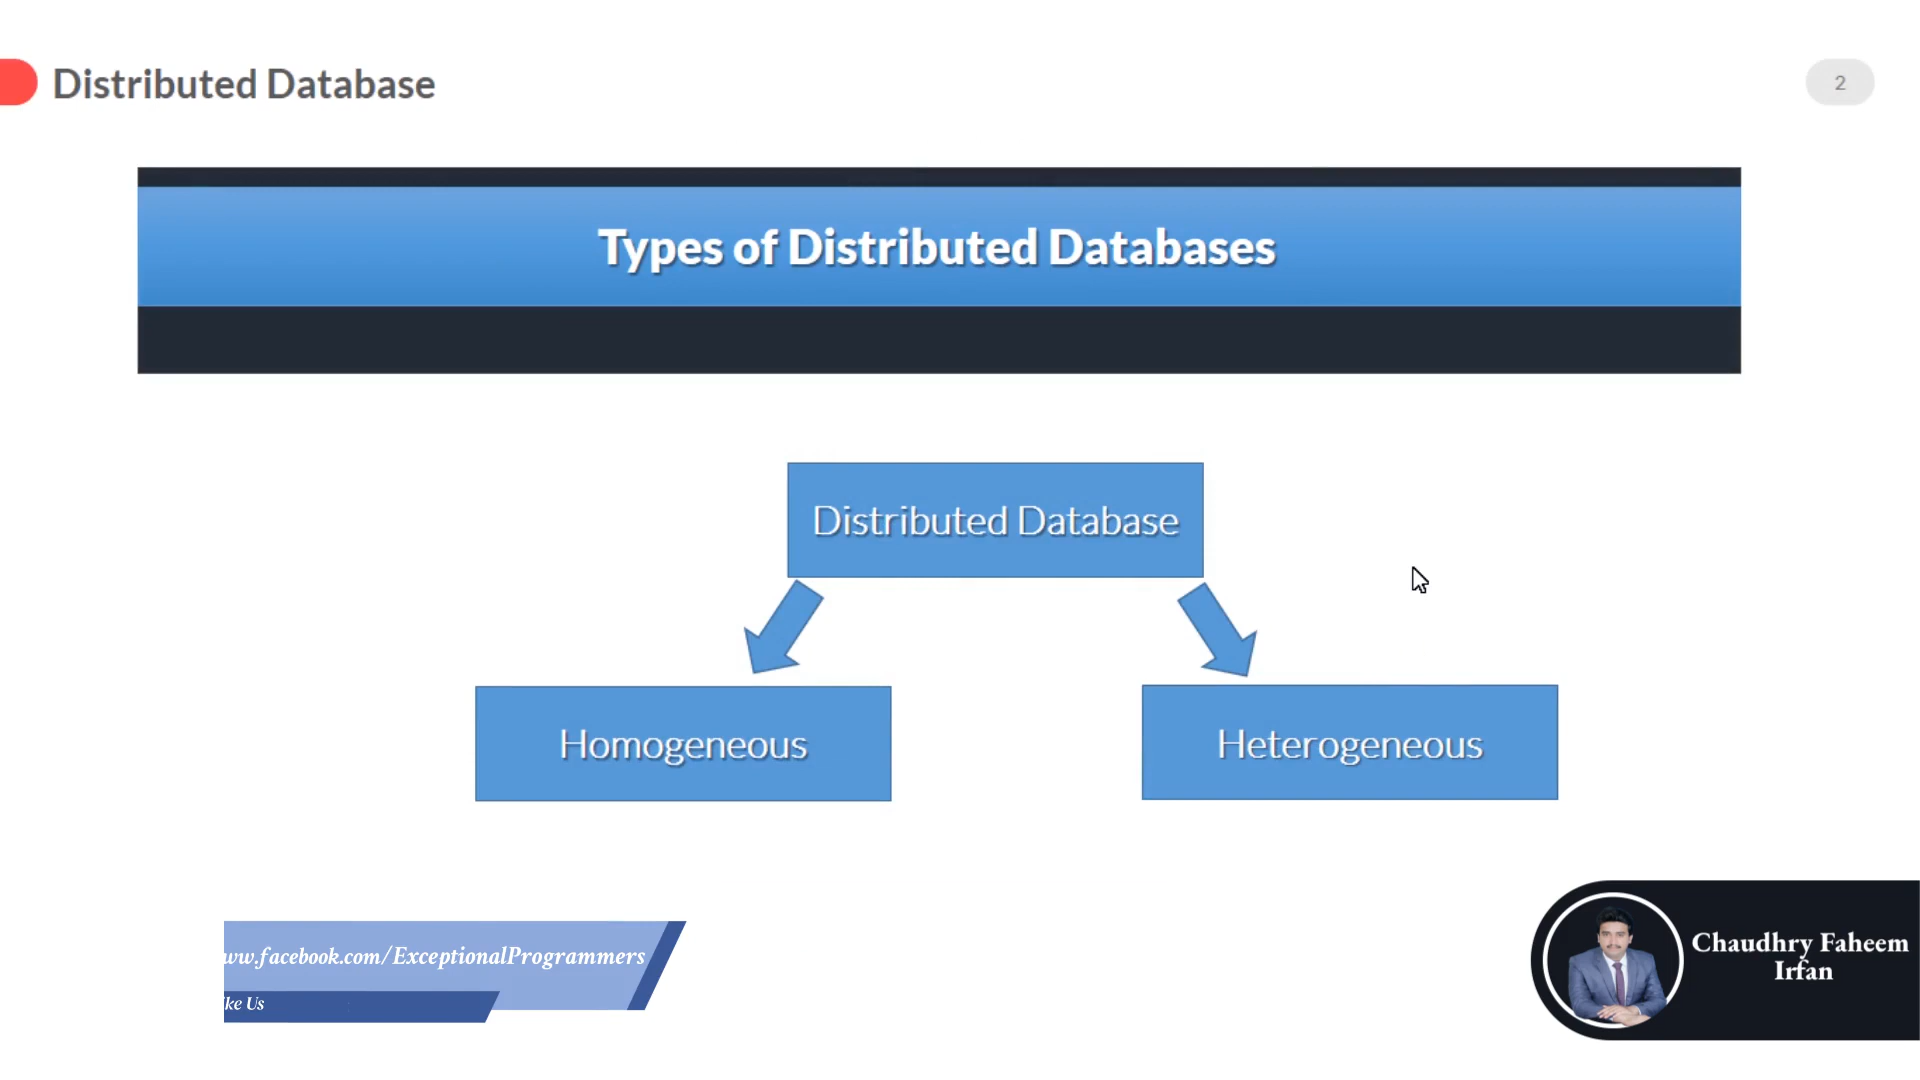 Distributed Database
2
Types of Distributed Databases
Distributed Database
Homogeneous
Heterogeneous
ww.facebook.com/ExceptionalProgrammers
ke Us
Chaudhry Faheem
Irfan